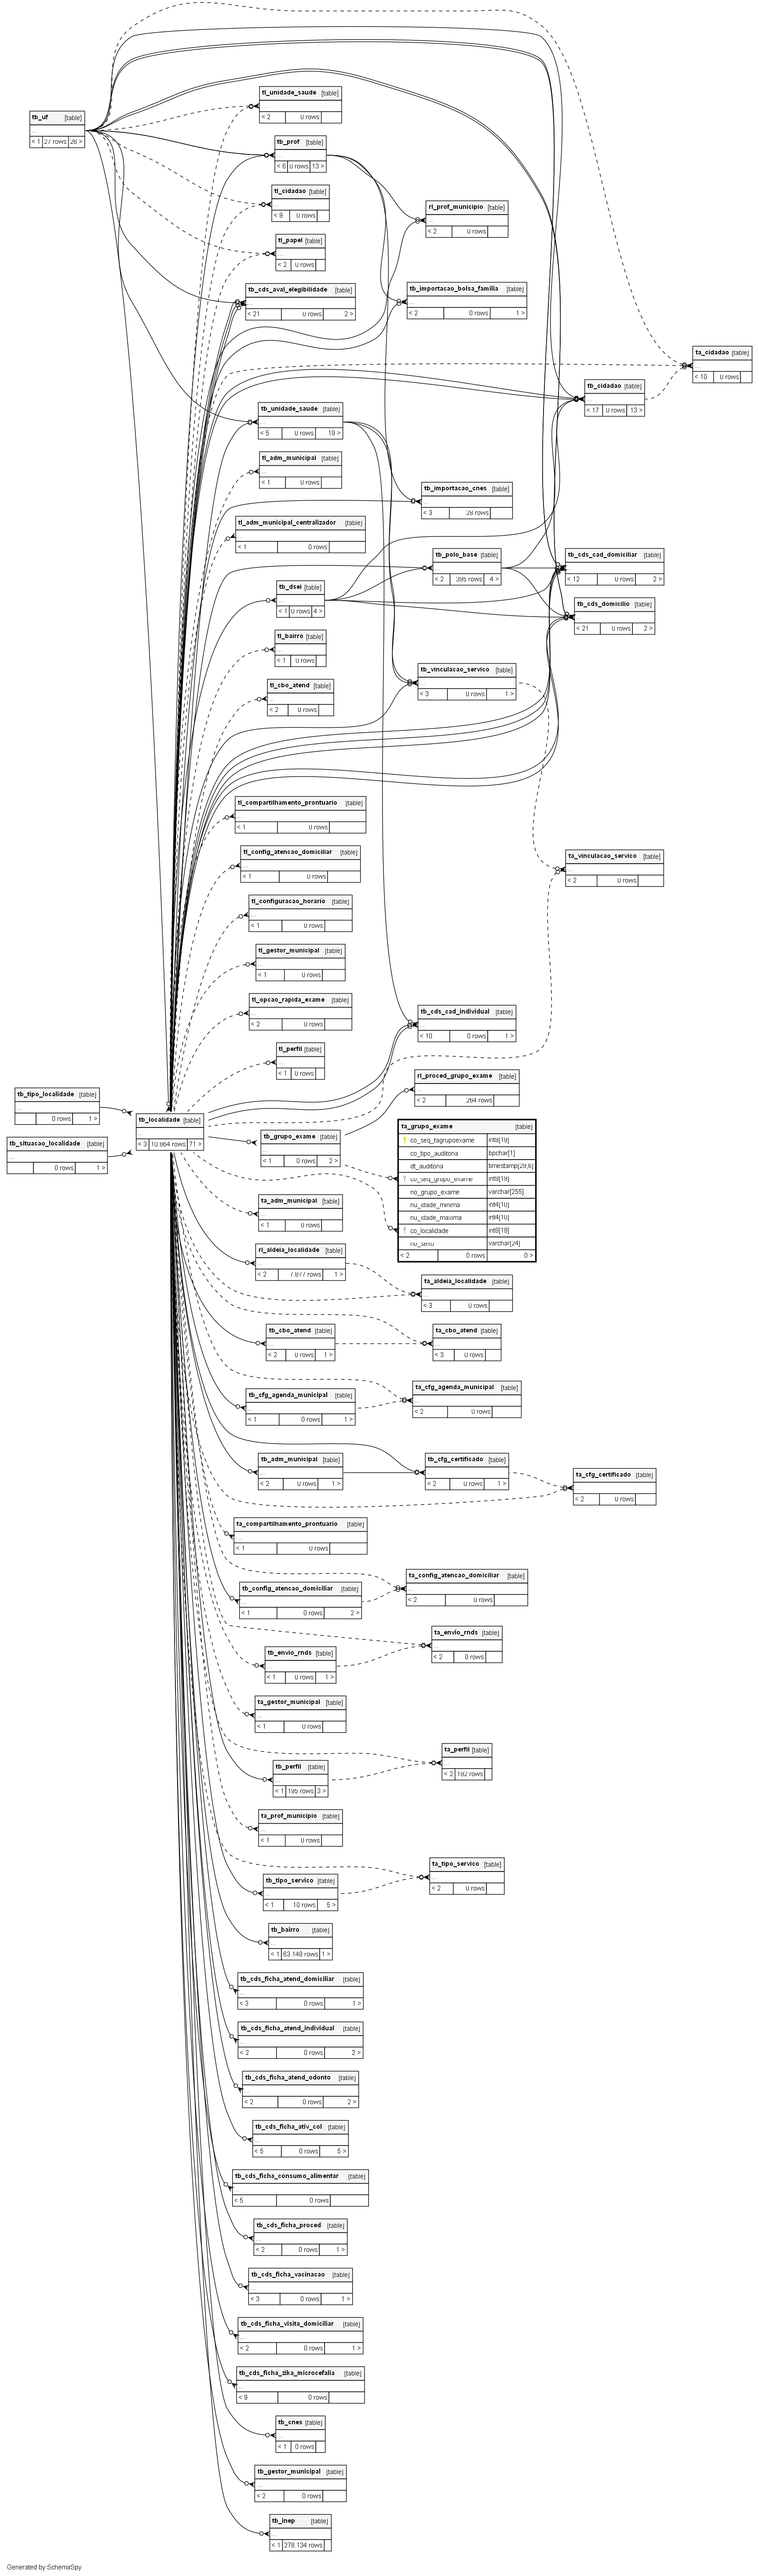 tl_unidade_saude [table]
...
< 2 0 rows
tb_uf [table]
...
< 1 27 rows 26 >
tb_prof [table]
...
< 6 0 rows 13 >
tl_cidadao [table]
...
< 9 0 rows
rl_prof_municipio [table]
...
< 2 0 rows
tl_papel [table]
...
< 2 0 rows
tb_cds_aval_elegibilidade [table]
...
< 21 0 rows 2 >
tb_importacao_bolsa_familia [table]
...
< 2 0 rows 1 >
ta_cidadao [table]
...
< 10 0 rows
tb_cidadao [table]
...
< 17 0 rows 13 >
tb_unidade_saude [table]
...
< 5 0 rows 19 >
tl_adm_municipal [table]
...
< 1 0 rows
tb_importacao_cnes [table]
...
< 3 28 rows
tl_adm_municipal_centralizador [table]
...
< 1 0 rows
tb_polo_base [table]
...
< 2 395 rows 4 >
tb_cds_cad_domiciliar [table]
...
< 12 0 rows 2 >
tb_dsei [table]
...
< 1 0 rows 4 >
tb_cds_domicilio [table]
...
< 21 0 rows 2 >
tl_bairro [table]
...
< 1 0 rows
tb_vinculacao_servico [table]
...
< 3 0 rows 1 >
tl_cbo_atend [table]
...
< 2 0 rows
tl_compartilhamento_prontuario [table]
...
< 1 0 rows
tl_config_atencao_domiciliar [table]
...
< 1 0 rows
ta_vinculacao_servico [table]
...
< 2 0 rows
tl_configuracao_horario [table]
...
< 1 0 rows
tl_gestor_municipal [table]
...
< 1 0 rows
tl_opcao_rapida_exame [table]
...
< 2 0 rows
tb_cds_cad_individual [table]
...
< 10 0 rows 1 >
tl_perfil [table]
...
< 1 0 rows
rl_proced_grupo_exame [table]
...
< 2 264 rows
tb_tipo_localidade [table]
...
0 rows 1 >
tb_localidade [table]
...
< 3 10.664 rows 71 >
tb_situacao_localidade [table]
...
0 rows 1 >
tb_grupo_exame [table]
...
< 1 0 rows 2 >
ta_grupo_exame [table]
co_seq_tagrupoexame int8[19]
co_tipo_auditoria bpchar[1]
dt_auditoria timestamp[29,6]
co_seq_grupo_exame int8[19]
no_grupo_exame varchar[255]
nu_idade_minima int4[10]
nu_idade_maxima int4[10]
co_localidade int8[19]
no_sexo varchar[24]
< 2 0 rows 0 >
ta_adm_municipal [table]
...
< 1 0 rows
rl_aldeia_localidade [table]
...
< 2 7.877 rows 1 >
ta_aldeia_localidade [table]
...
< 3 0 rows
tb_cbo_atend [table]
...
< 2 0 rows 1 >
ta_cbo_atend [table]
...
< 3 0 rows
tb_cfg_agenda_municipal [table]
...
< 1 0 rows 1 >
ta_cfg_agenda_municipal [table]
...
< 2 0 rows
tb_adm_municipal [table]
...
< 2 0 rows 1 >
tb_cfg_certificado [table]
...
< 2 0 rows 1 >
ta_cfg_certificado [table]
...
< 2 0 rows
ta_compartilhamento_prontuario [table]
...
< 1 0 rows
tb_config_atencao_domiciliar [table]
...
< 1 0 rows 2 >
ta_config_atencao_domiciliar [table]
...
< 2 0 rows
tb_envio_rnds [table]
...
< 1 0 rows 1 >
ta_envio_rnds [table]
...
< 2 0 rows
ta_gestor_municipal [table]
...
< 1 0 rows
tb_perfil [table]
...
< 1 195 rows 3 >
ta_perfil [table]
...
< 2 192 rows
ta_prof_municipio [table]
...
< 1 0 rows
tb_tipo_servico [table]
...
< 1 10 rows 5 >
ta_tipo_servico [table]
...
< 2 0 rows
tb_bairro [table]
...
< 1 63.148 rows 1 >
tb_cds_ficha_atend_domiciliar [table]
...
< 3 0 rows 1 >
tb_cds_ficha_atend_individual [table]
...
< 2 0 rows 2 >
tb_cds_ficha_atend_odonto [table]
...
< 2 0 rows 2 >
tb_cds_ficha_ativ_col [table]
...
< 5 0 rows 5 >
tb_cds_ficha_consumo_alimentar [table]
...
< 5 0 rows
tb_cds_ficha_proced [table]
...
< 2 0 rows 1 >
tb_cds_ficha_vacinacao [table]
...
< 3 0 rows 1 >
tb_cds_ficha_visita_domiciliar [table]
...
< 2 0 rows 1 >
tb_cds_ficha_zika_microcefalia [table]
...
< 9 0 rows
tb_cnes [table]
...
< 1 0 rows
tb_gestor_municipal [table]
...
< 2 0 rows
tb_inep [table]
...
< 1 278.134 rows
Generated by SchemaSpy